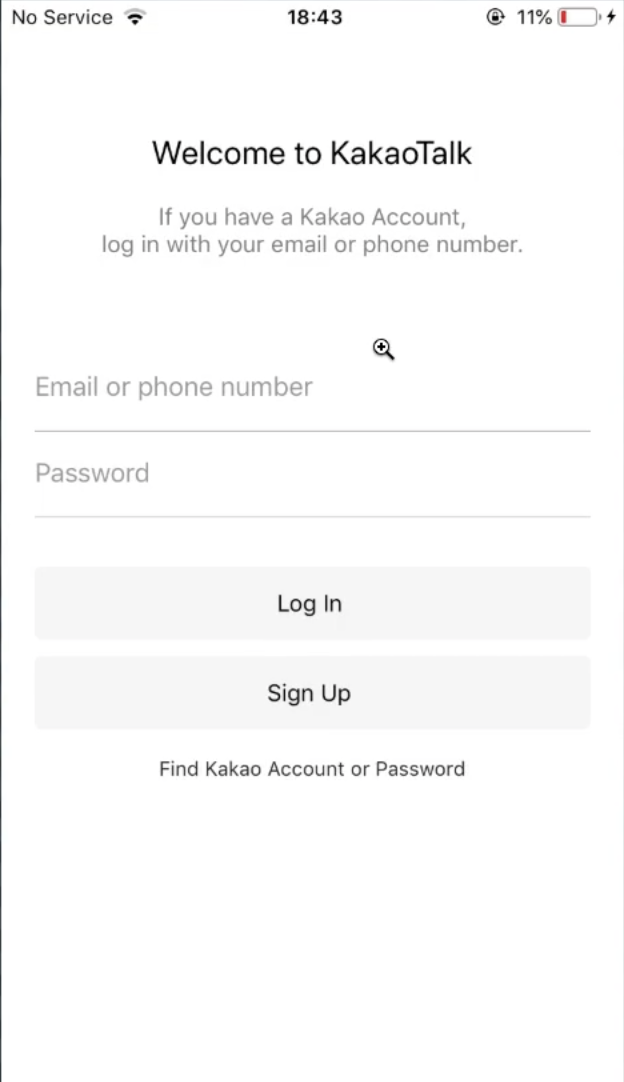 No Service 18:43 11%
Welcome to KakaoTalk
If you have a Kakao Account,
log in with your email or phone number.
Email or phone number
Password
Log In
Sign Up
Find Kakao Account or Password